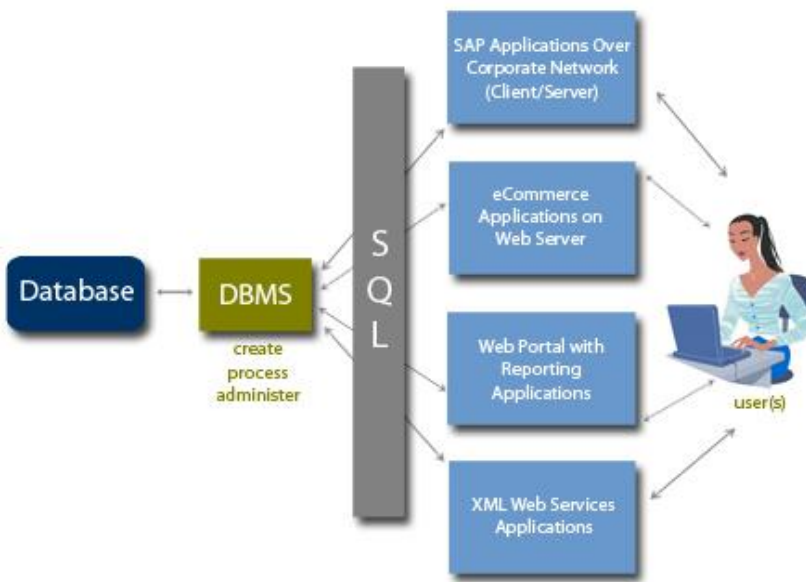 Database
DBMS
create
process
administer
S
Q
L
SAP Applications Over
Corporate Network
(Client/Server)
eCommerce
Applications on
Web Server
Web Portal with
Reporting
Applications
XML Web Services
Applications
user(s)